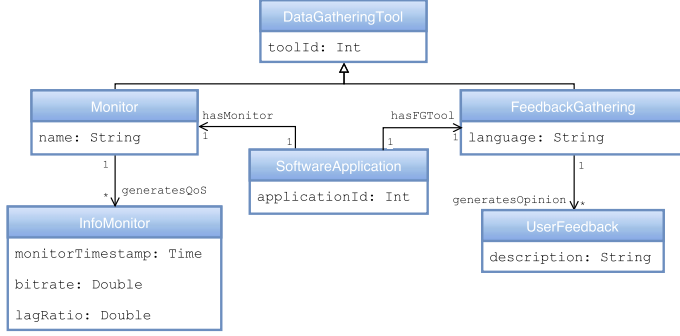 DataGatheringTool
toolId: Int
Monitor
name: String
hasMonitor
1
1
hasFGTool
1
1
FeedbackGathering
language: String
SoftwareApplication
applicationId: Int
1
generatesQoS
*
1
generatesOpinion
*
InfoMonitor
monitorTimestamp: Time
bitrate: Double
lagRatio: Double
UserFeedback
description: String